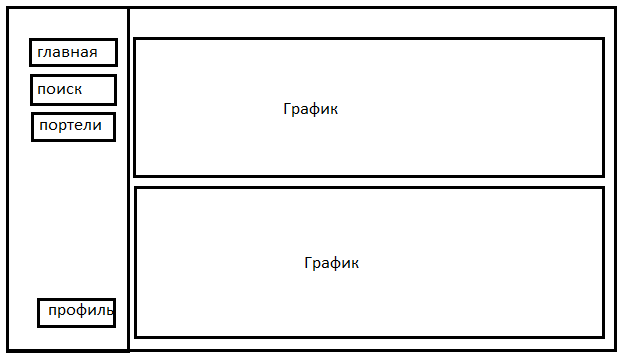 главная
поиск
портели
профиль
График
График